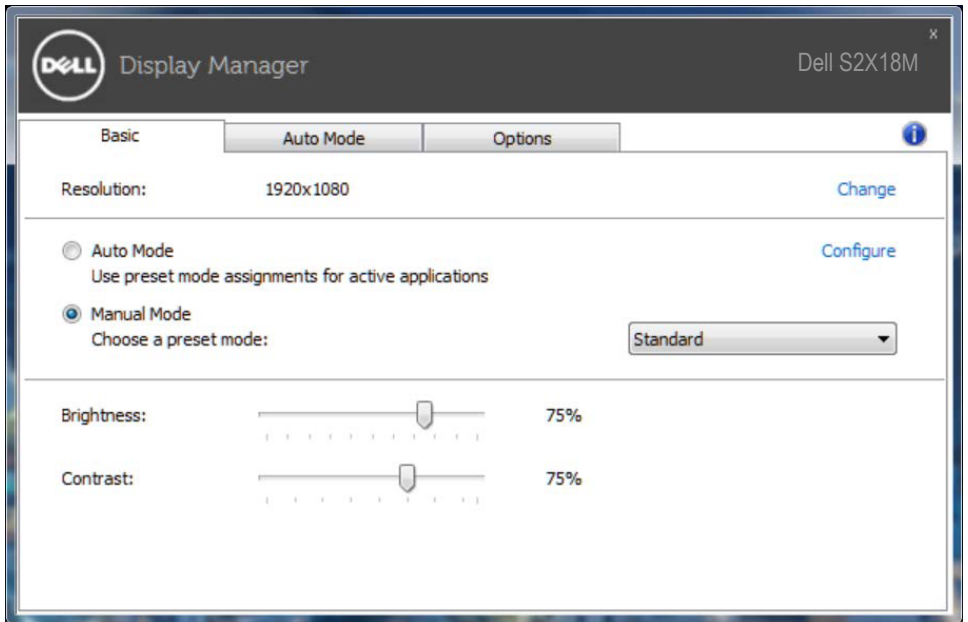 x
DELL Display Manager Dell S2X18M
Basic Auto Mode Options i
Resolution: 1920x1080 Change
Auto Mode Configure
Use preset mode assignments for active applications
Manual Mode
Choose a preset mode: Standard
Brightness: 75%
Contrast: 75%